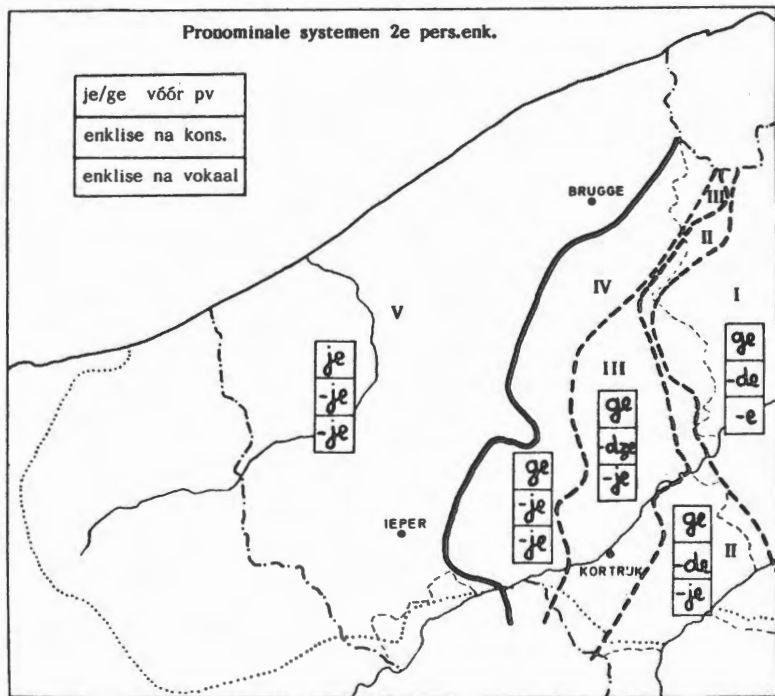 Pronominale systemen 2e pers.enk.
je/ge vóór pv
enklise na kons.
enklise na vokaal
BRUGGE
III
II
IV
I
V
ge
-de
-e
je
-je
-je
III
ge
-dze
-je
ge
-je
-je
IEPER
ge
-de
-je
II
KORTRIJK